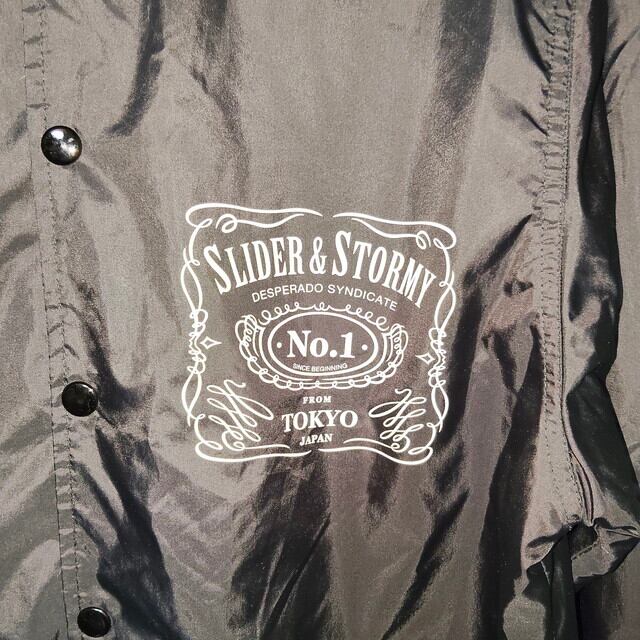 SLIDER & STORMY
DESPERADO SYNDICATE
No.1
SINCE BEGINNING
FROM
TOKYO
JAPAN